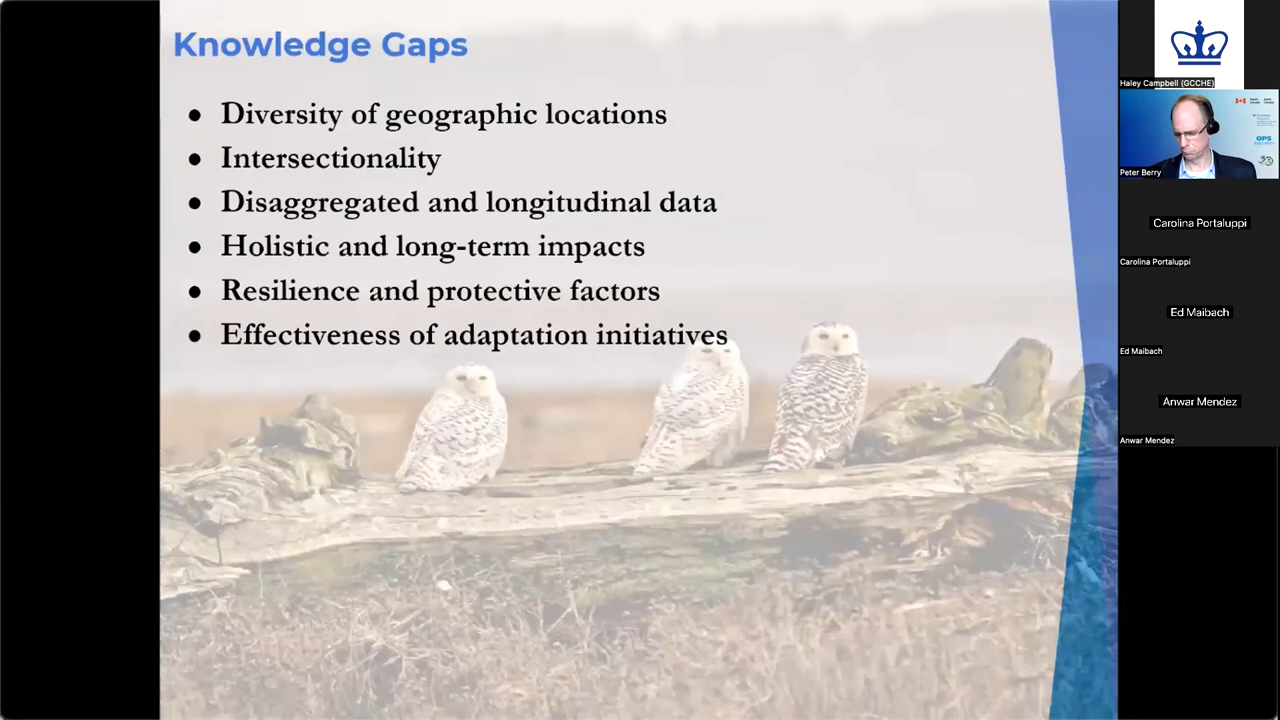 Knowledge Gaps
● Diversity of geographic locations
● Intersectionality
● Disaggregated and longitudinal data
● Holistic and long-term impacts
● Resilience and protective factors
● Effectiveness of adaptation initiatives
Haley Campbell (GCCHE)
OPS
Peter Berry
Carolina Portaluppi
Carolina Portaluppi
Ed Maibach
Ed Maibach
Anwar Mendez
Anwar Mendez